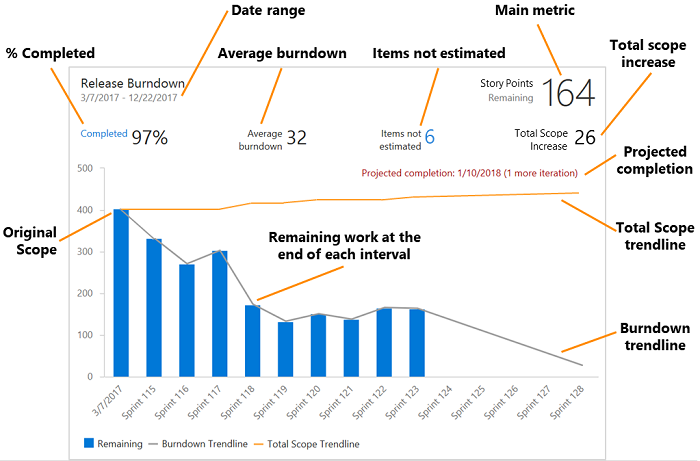 Date range
Main metric
% Completed
Average burndown
Items not estimated
Total scope
increase
Release Burndown
3/7/2017 - 12/22/2017
Story Points
Remaining
164
Completed 97%
Average
burndown
32
Items not
estimated
6
Total Scope
Increase
26
Projected completion: 1/10/2018 (1 more iteration)
Projected
completion
Original
Scope
Total Scope
trendline
Remaining work at the
end of each interval
Burndown
trendline
500
400
300
200
100
0
3/7/2017
Sprint 115
Sprint 116
Sprint 117
Sprint 118
Sprint 119
Sprint 120
Sprint 121
Sprint 122
Sprint 123
Sprint 124
Sprint 125
Sprint 126
Sprint 127
Sprint 128
Remaining
Burndown Trendline
Total Scope Trendline